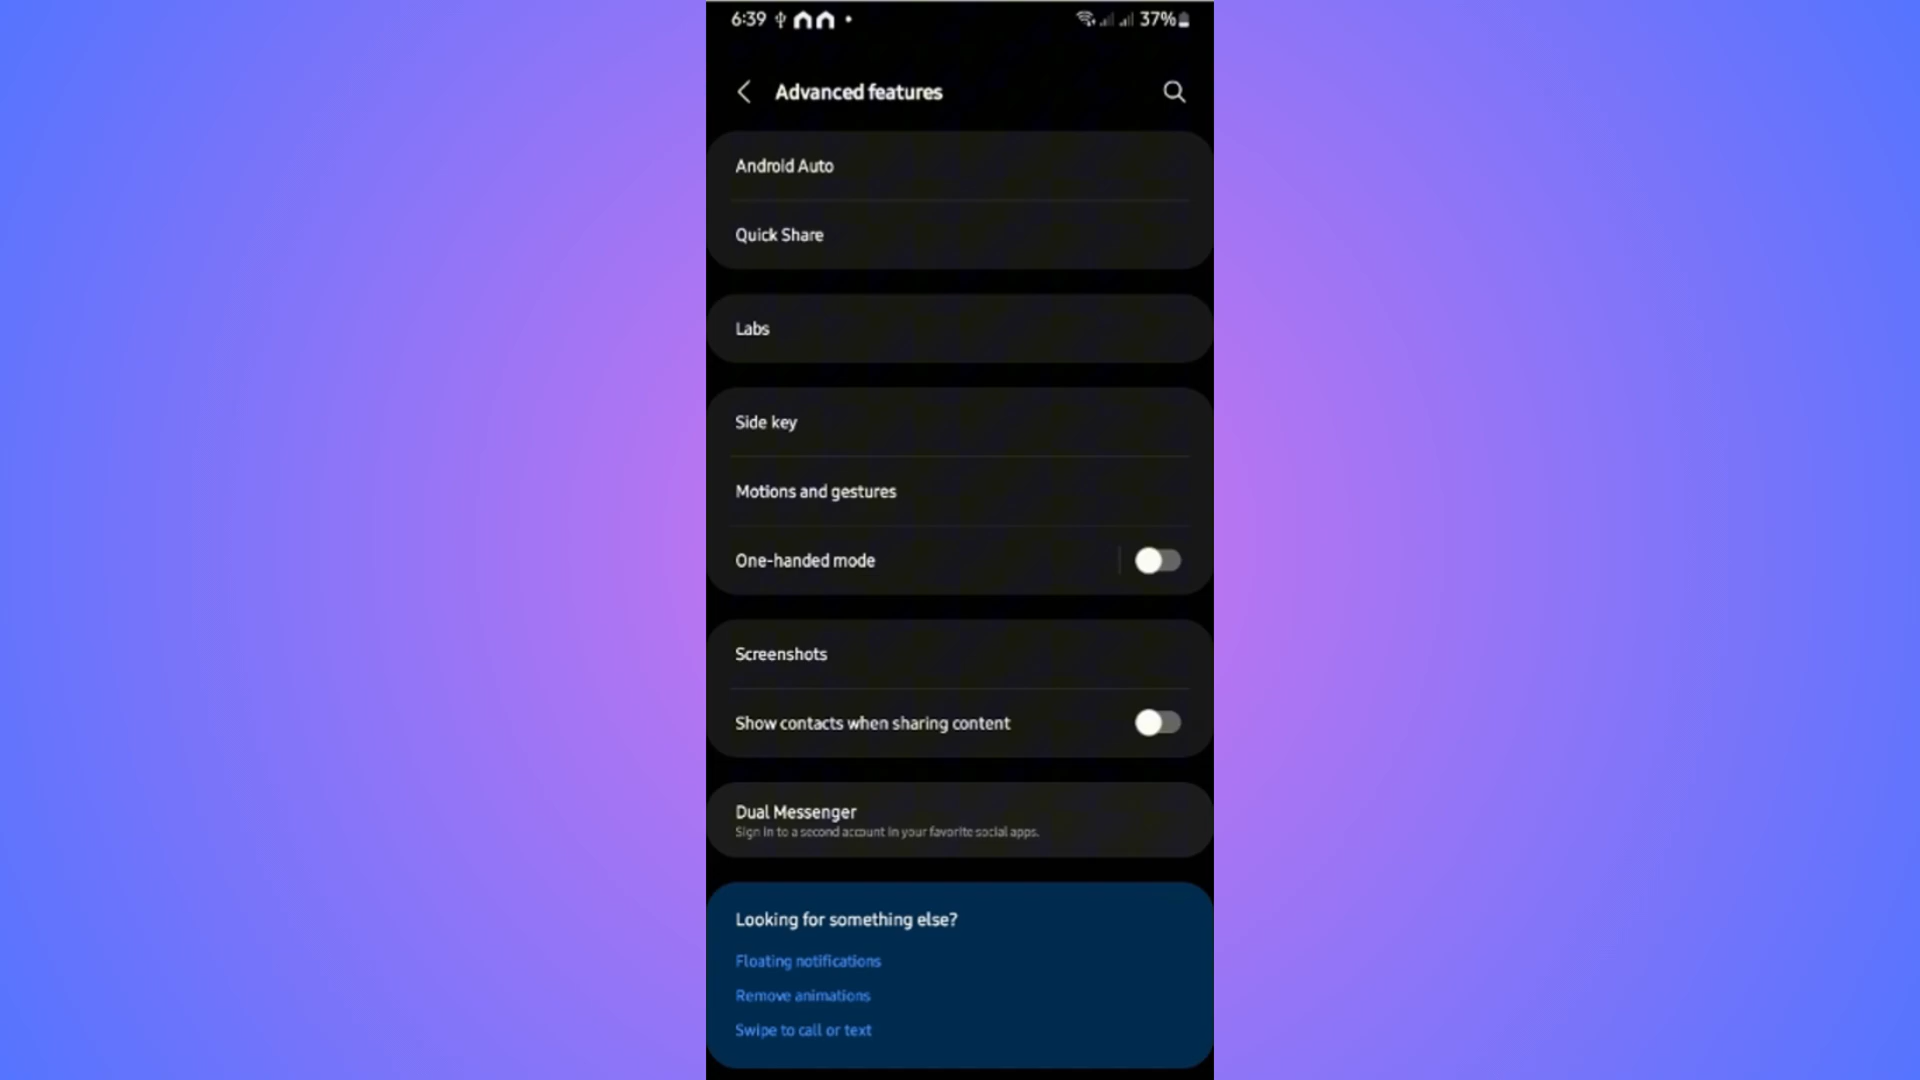 6:39 37%
Advanced features
Android Auto
Quick Share
Labs
Side key
Motions and gestures
One-handed mode
Screenshots
Show contacts when sharing content
Dual Messenger
Sign in to a second account in your favorite social apps.
Looking for something else?
Floating notifications
Remove animations
Swipe to call or text